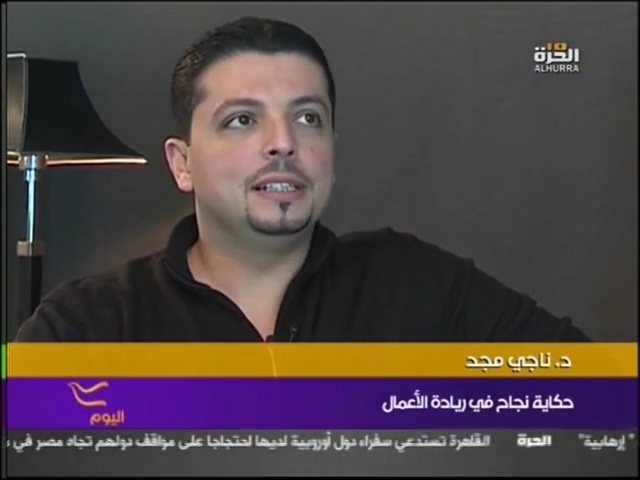 10
الحرة
ALHURRA
د. ناجي مجد
حكاية نجاح في ريادة الأعمال
اليوم
"إرهابية" الحرة القاهرة تستدعي سفراء دول أوروبية لديها احتجاجا على مواقف دولهم تجاه مصر في